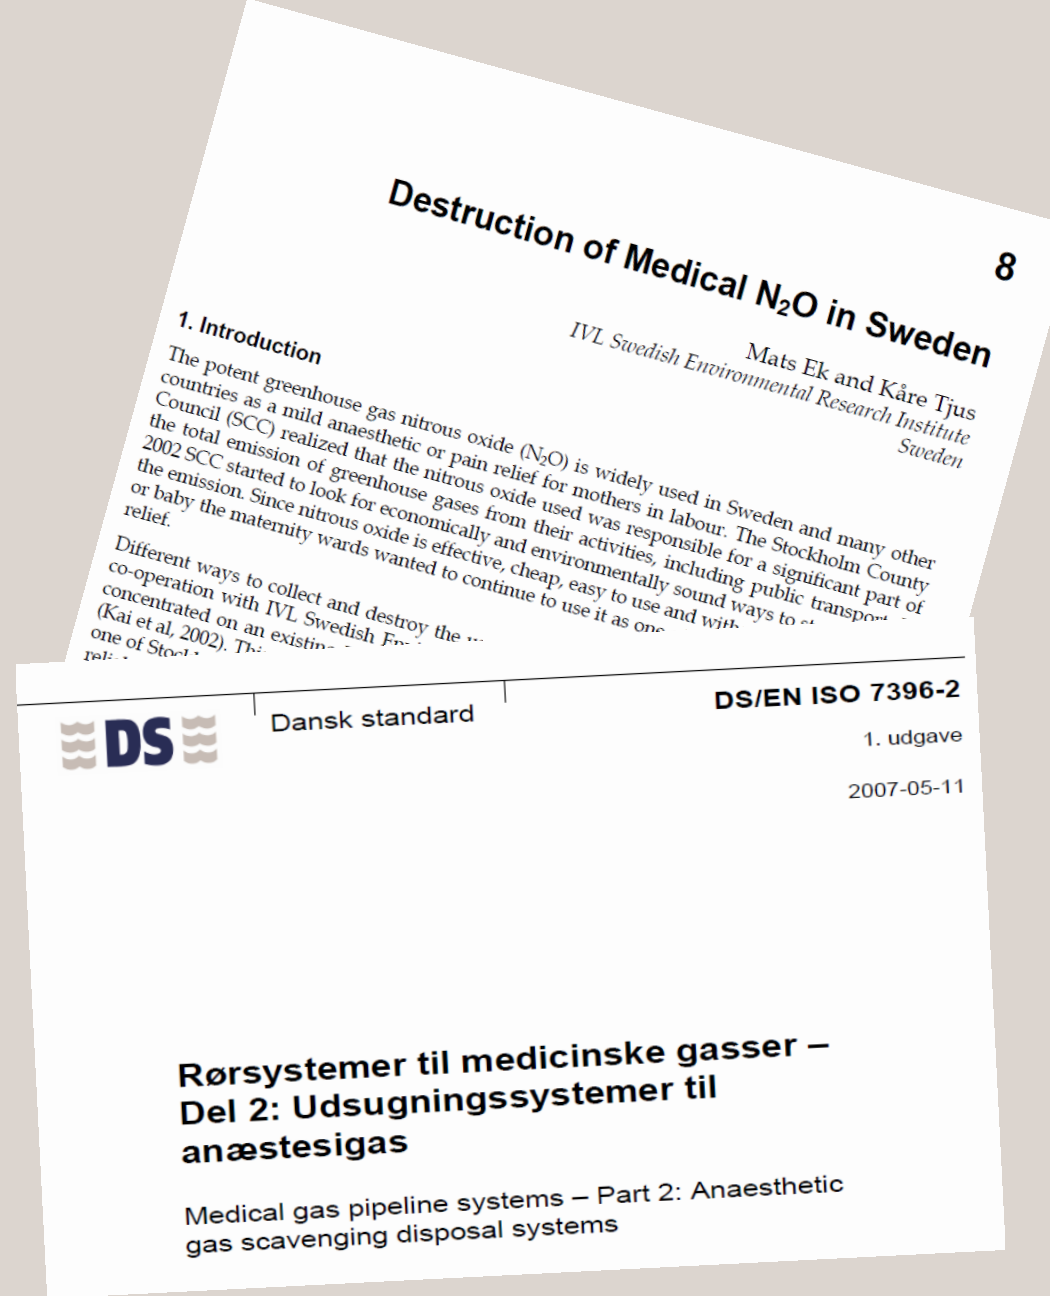 8
Destruction of Medical N₂O in Sweden
Mats Ek and Kåre Tjus
IVL Swedish Environmental Research Institute
Sweden
1. Introduction
The potent greenhouse gas nitrous oxide (N₂O) is widely used in Sweden and many other
countries as a mild anaesthetic or pain relief for mothers in labour. The Stockholm County
Council (SCC) realized that the nitrous oxide used was responsible for a significant part of
the total emission of greenhouse gases from their activities, including public transport.
2002 SCC started to look for economically and environmentally sound ways to
the emission. Since nitrous oxide is effective, cheap, easy to use and
or baby the maternity wards wanted to continue to use it as
relief.
Different ways to collect and destroy the
co-operation with IVL Swedish
concentrated on an existing
(Kai et al, 2002).
one of
DS
Dansk standard
DS/EN ISO 7396-2
1. udgave
2007-05-11
Rørsystemer til medicinske gasser –
Del 2: Udsugningssystemer til
anæstesigas
Medical gas pipeline systems – Part 2: Anaesthetic
gas scavenging disposal systems